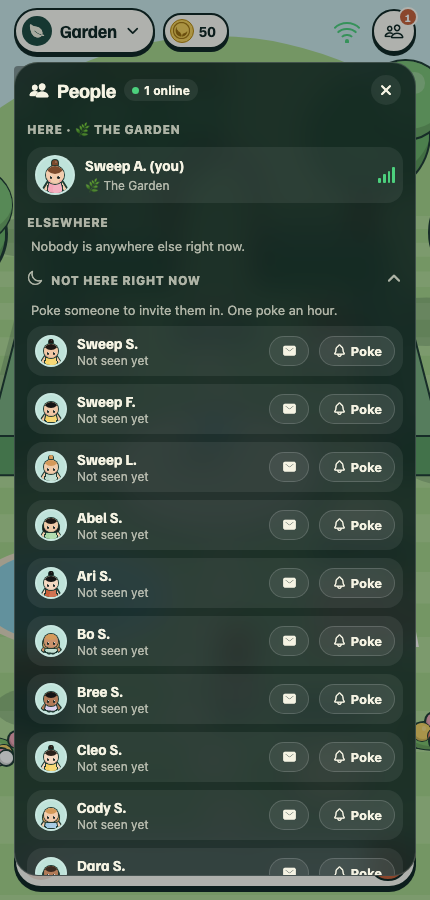 Garden
50
1
People
1 online
HERE · THE GARDEN
Sweep A. (you)
The Garden
ELSEWHERE
Nobody is anywhere else right now.
NOT HERE RIGHT NOW
Poke someone to invite them in. One poke an hour.
Sweep S.
Not seen yet
Poke
Sweep F.
Not seen yet
Poke
Sweep L.
Not seen yet
Poke
Abel S.
Not seen yet
Poke
Ari S.
Not seen yet
Poke
Bo S.
Not seen yet
Poke
Bree S.
Not seen yet
Poke
Cleo S.
Not seen yet
Poke
Cody S.
Not seen yet
Poke
Dara S.
Poke